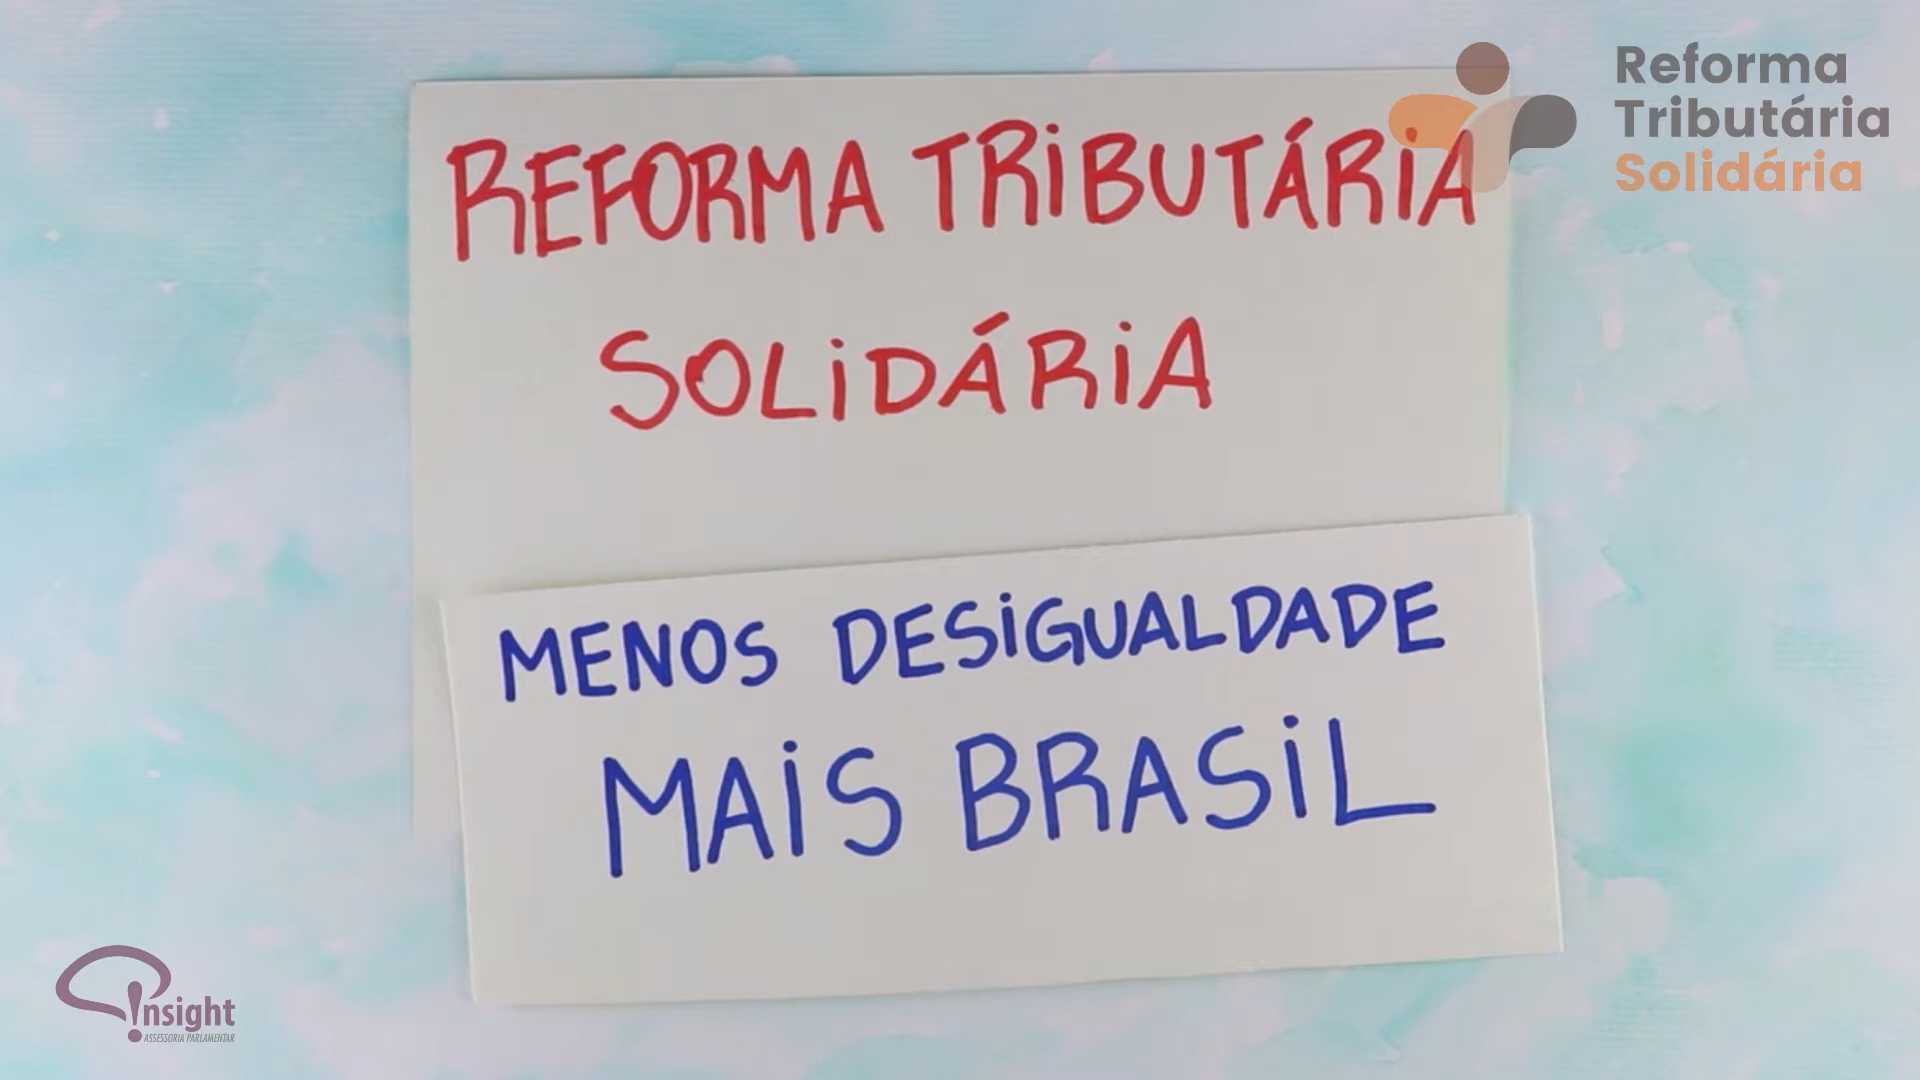 REFORMA TRIBUTÁRIA
SOLIDÁRIA
MENOS DESIGUALDADE
MAIS BRASIL
Reforma
Tributária
Solidária
insight
ASSESSORIA PARLAMENTAR